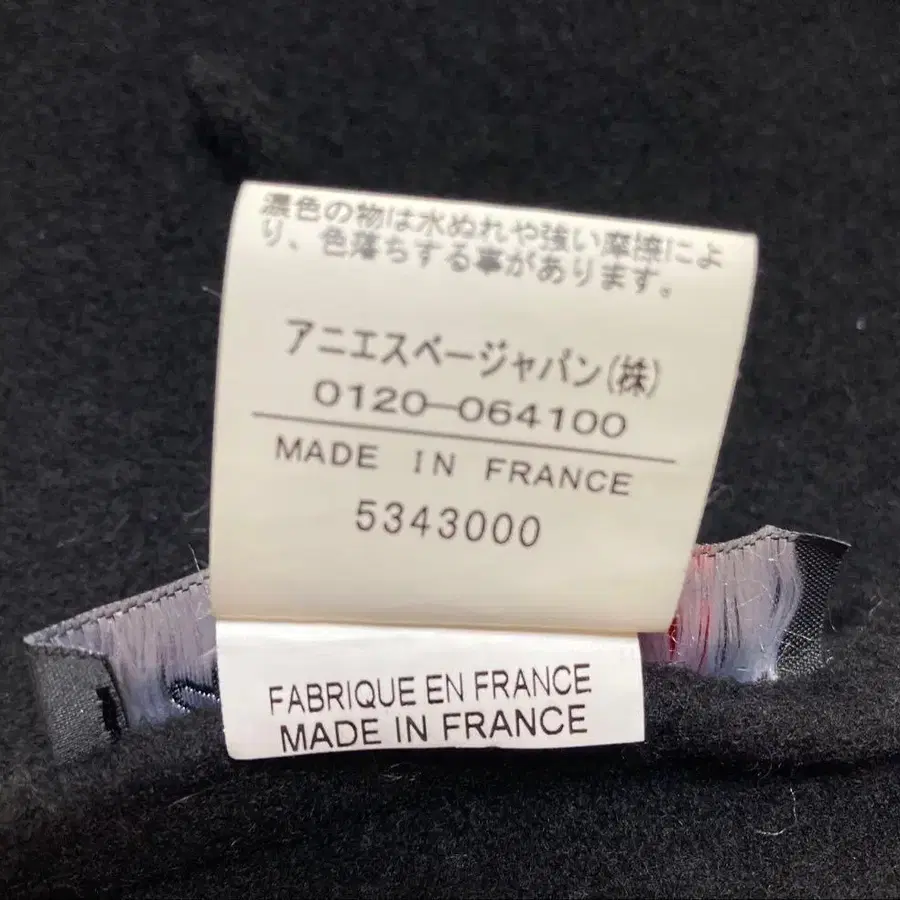 濃色の物は水ぬれや強い摩擦によ
り、色落ちする事があります。
アニエスベージャパン(株)
0120-064100
MADE IN FRANCE
5343000
FABRIQUE EN FRANCE
MADE IN FRANCE